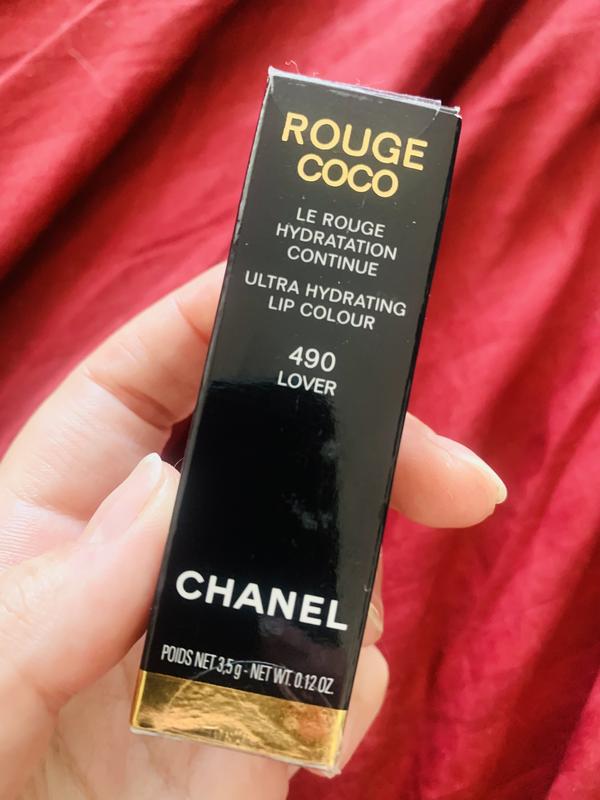 ROUGE
COCO
LE ROUGE
HYDRATATION
CONTINUE
ULTRA HYDRATING
LIP COLOUR
490
LOVER
CHANEL
POIDS NET 3,5 g - NET WT. 0.12 OZ.